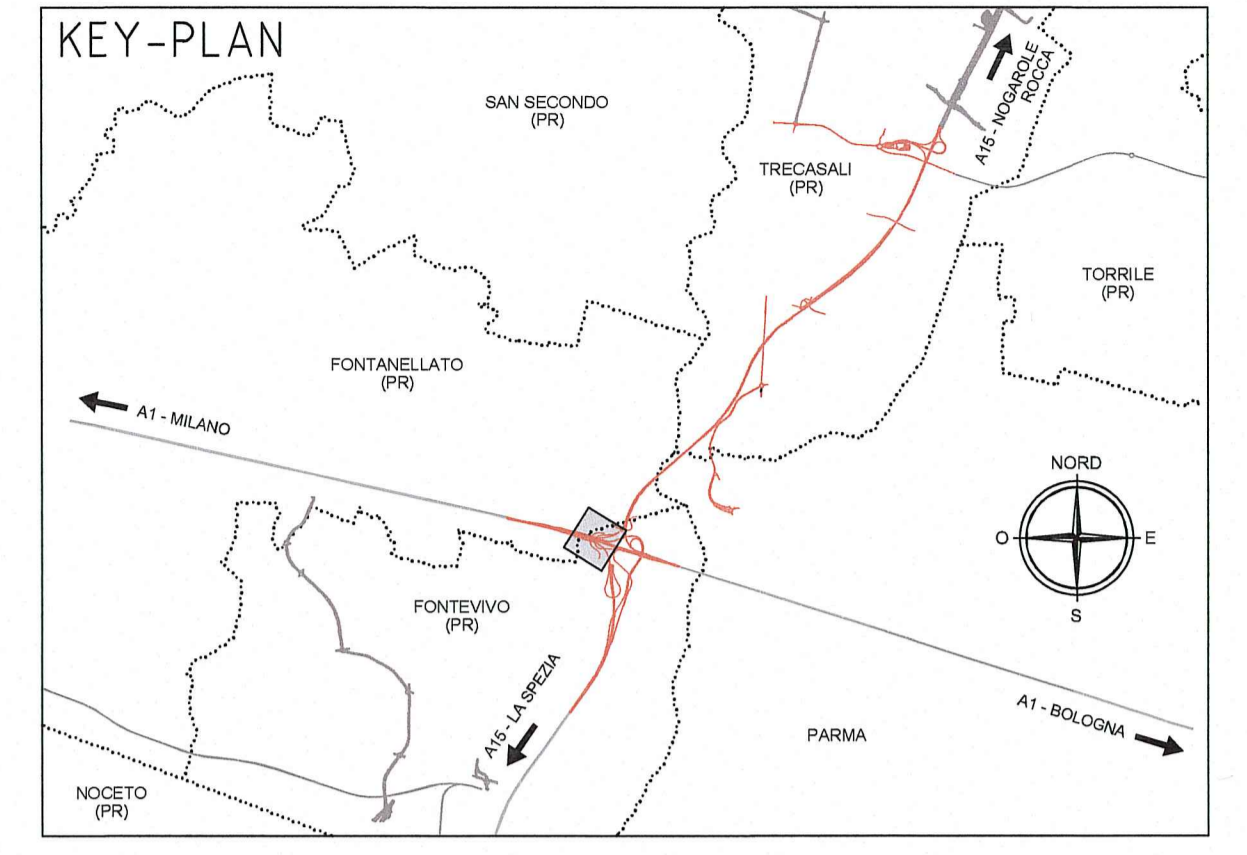 KEY-PLAN
SAN SECONDO
(PR)
A15 - NOGAROLE
ROCCA
TRECASALI
(PR)
TORRILE
(PR)
FONTANELLATO
(PR)
A1 - MILANO
NORD
O
E
S
FONTEVIVO
(PR)
A15 - LA SPEZIA
A1 - BOLOGNA
PARMA
NOCETO
(PR)